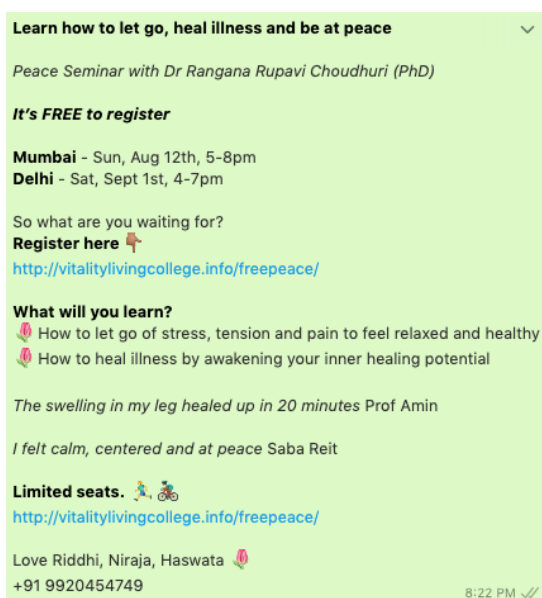 Learn how to let go, heal illness and be at peace
Peace Seminar with Dr Rangana Rupavi Choudhuri (PhD)
It's FREE to register
Mumbai - Sun, Aug 12th, 5-8pm
Delhi - Sat, Sept 1st, 4-7pm
So what are you waiting for?
Register here 👇🏽
http://vitalitylivingcollege.info/freepeace/
What will you learn?
🌷 How to let go of stress, tension and pain to feel relaxed and healthy
🌷 How to heal illness by awakening your inner healing potential
The swelling in my leg healed up in 20 minutes Prof Amin
I felt calm, centered and at peace Saba Reit
Limited seats. 🏃‍♂️🚴🏽
http://vitalitylivingcollege.info/freepeace/
Love Riddhi, Niraja, Haswata 🌷
+91 9920454749
8:22 PM